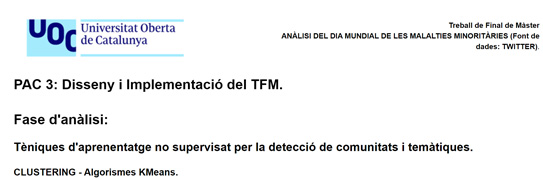 UOC
Universitat Oberta
de Catalunya
Treball de Final de Màster
ANÀLISI DEL DIA MUNDIAL DE LES MALALTIES MINORITÀRIES (Font de
dades: TWITTER).
PAC 3: Disseny i Implementació del TFM.
Fase d'anàlisi:
Tèniques d'aprenentatge no supervisat per la detecció de comunitats i temàtiques.
CLUSTERING - Algorismes KMeans.